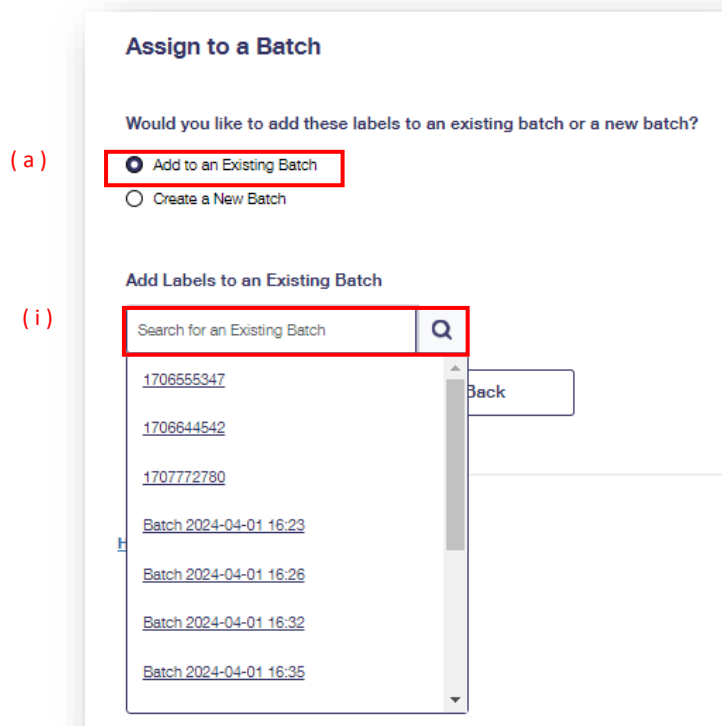 Assign to a Batch
Would you like to add these labels to an existing batch or a new batch?
(a)
Add to an Existing Batch
Create a New Batch
Add Labels to an Existing Batch
(i)
Search for an Existing Batch
1706555347
Back
1706644542
1707772780
Batch 2024-04-01 16:23
H
Batch 2024-04-01 16:26
Batch 2024-04-01 16:32
Batch 2024-04-01 16:35